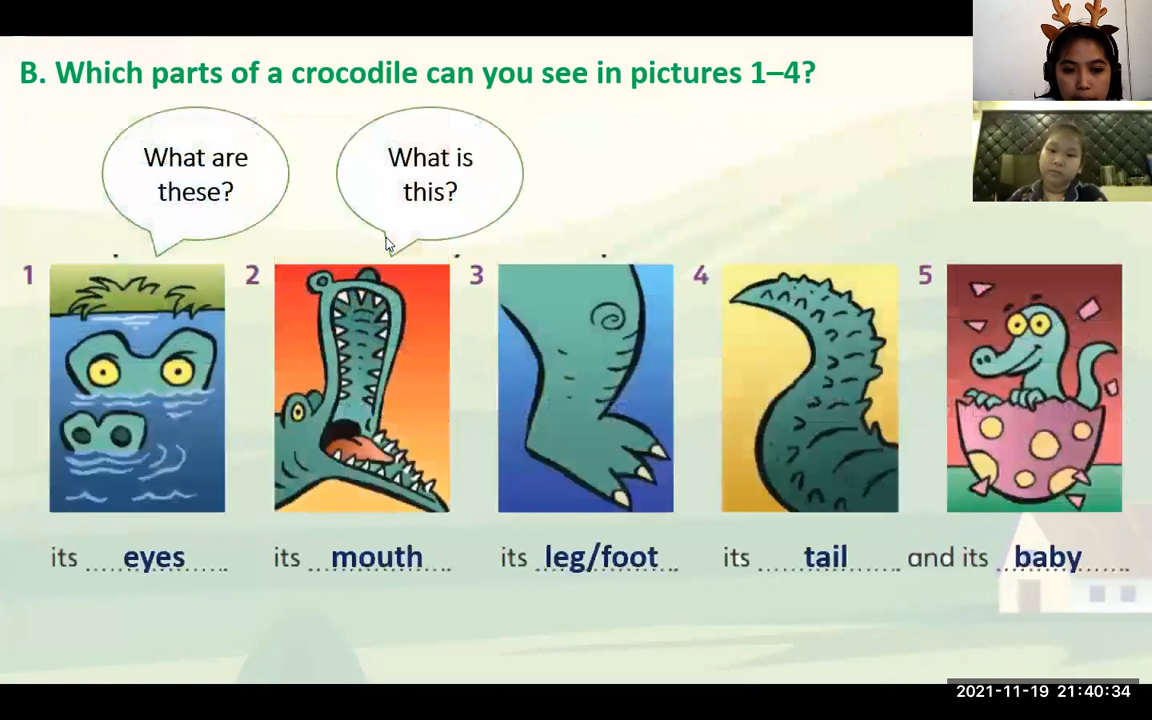 B. Which parts of a crocodile can you see in pictures 1–4?
What are
these?
What is
this?
1
2
3
4
5
its eyes
its mouth
its leg/foot
its tail
and its baby
2021-11-19 21:40:34